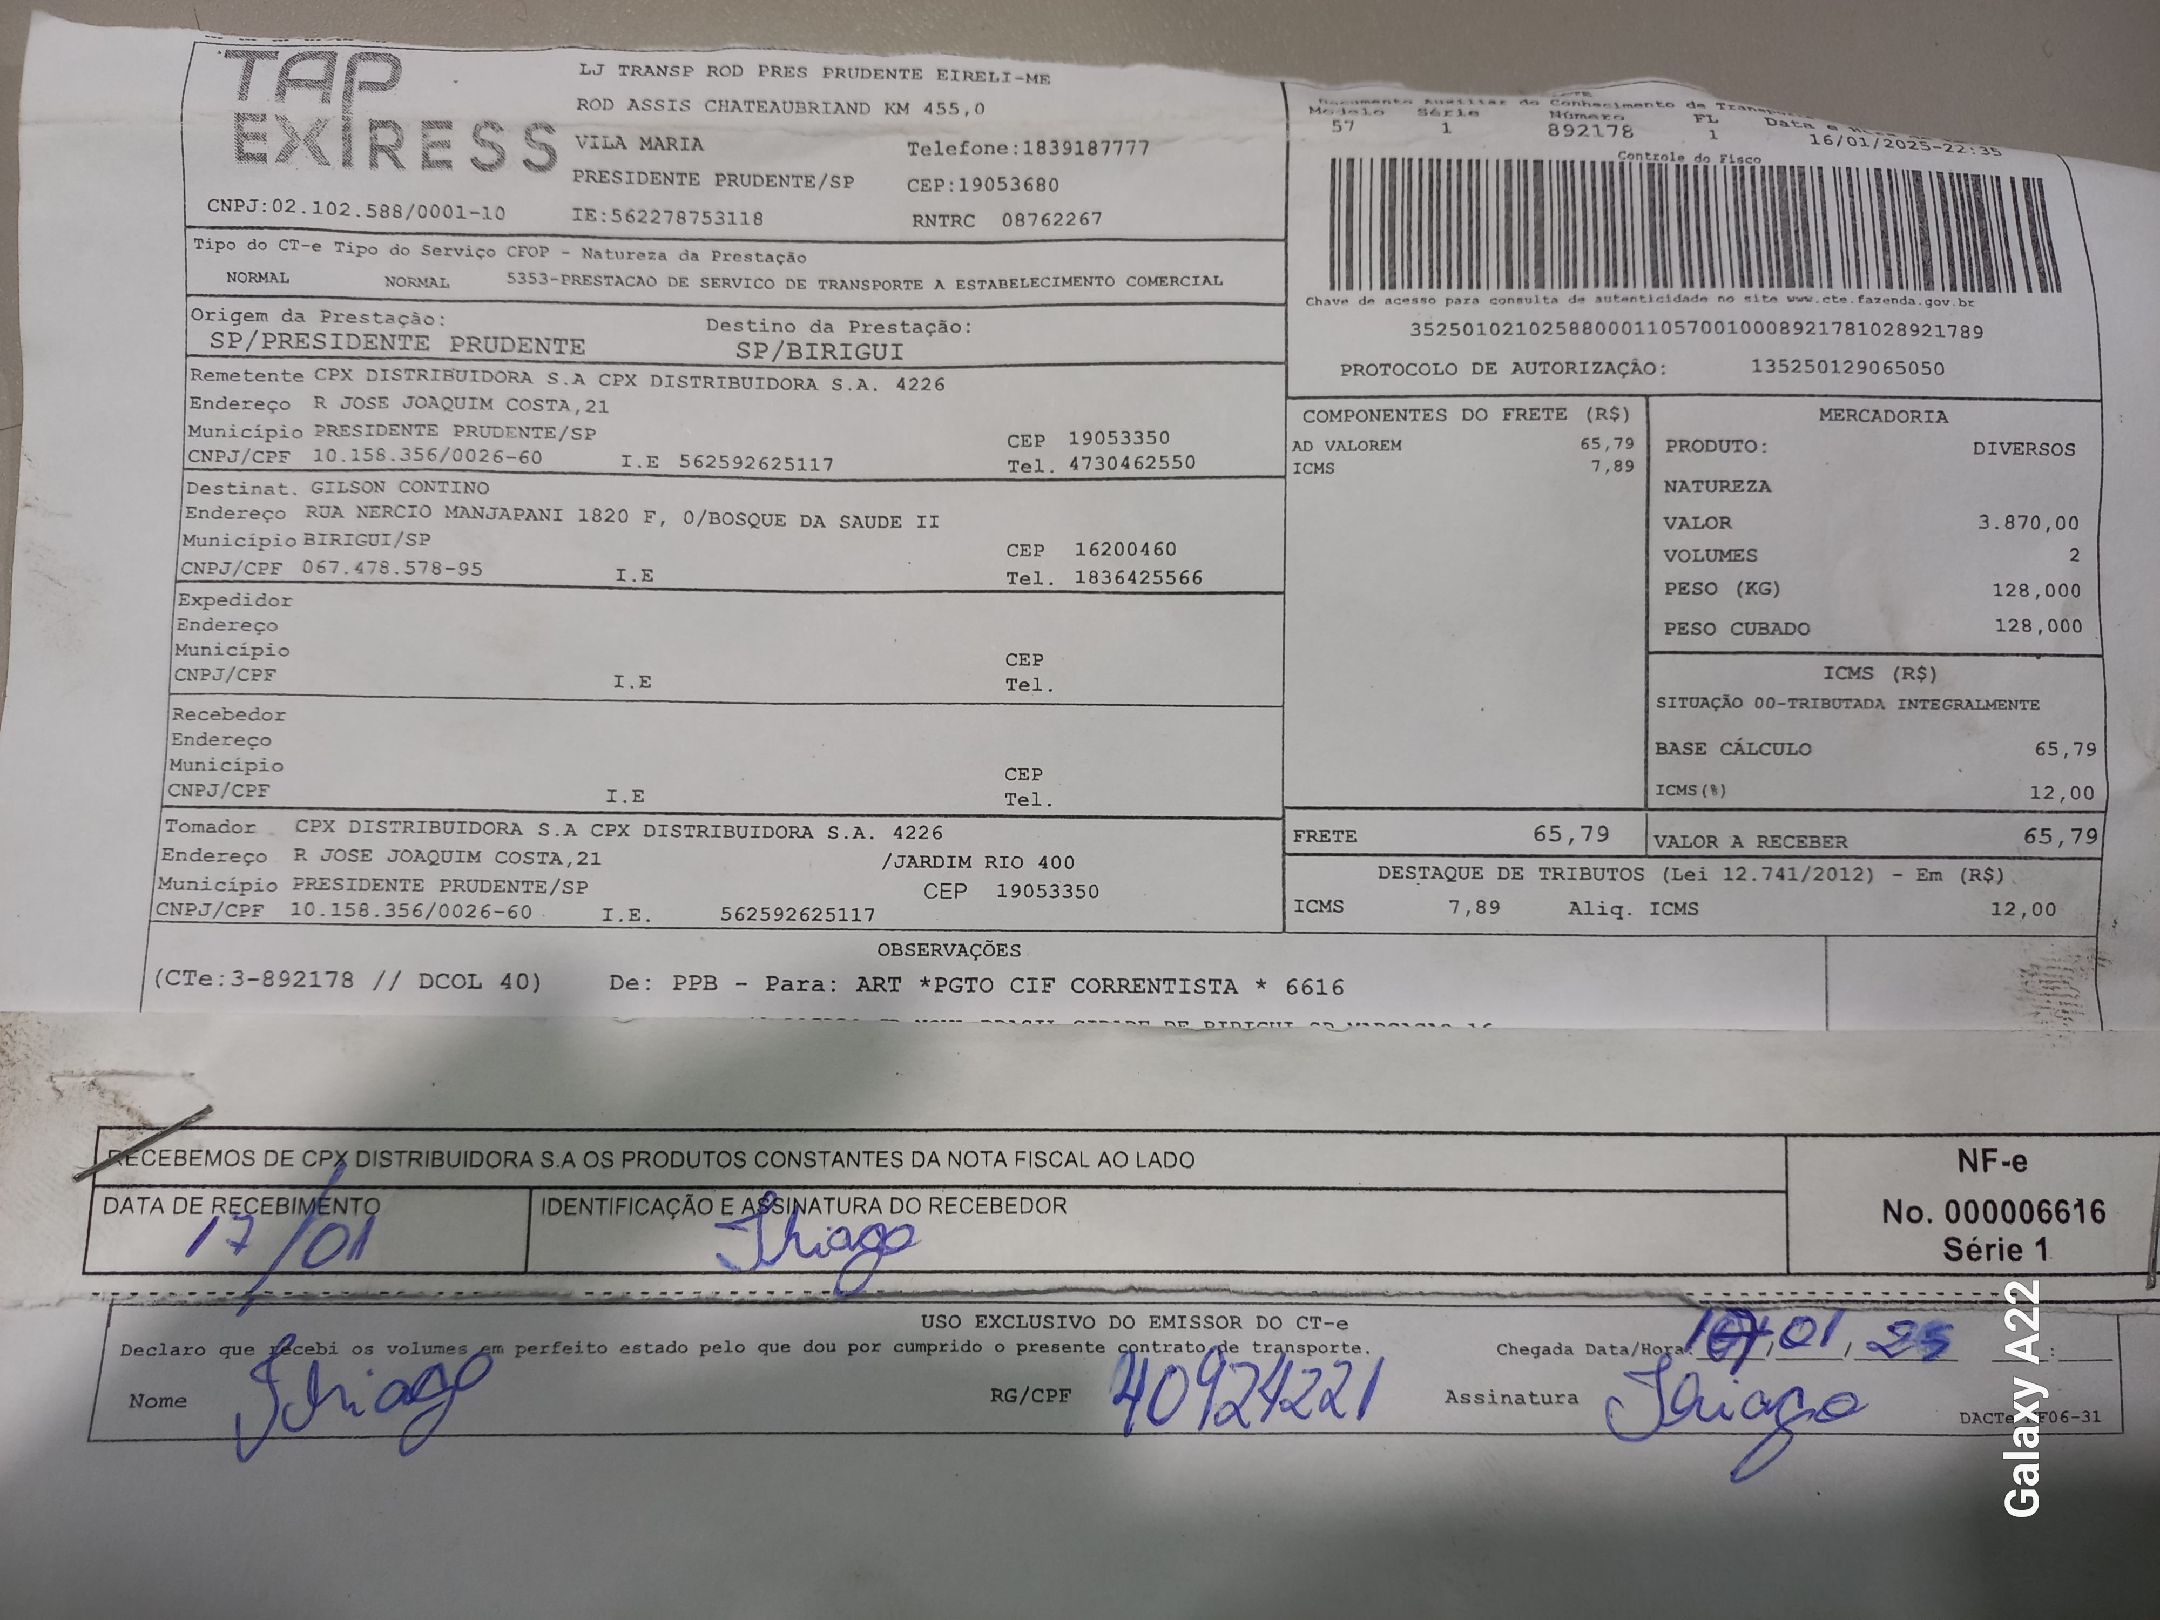 TAP
EXIRESS
LJ TRANSP ROD PRES PRUDENTE EIRELI-ME
ROD ASSIS CHATEAUBRIAND KM 455,0
VILA MARIA Telefone:1839187777
PRESIDENTE PRUDENTE/SP CEP:19053680
CNPJ:02.102.588/0001-10 IE:562278753118 RNTRC 08762267
Documento Auxiliar do Conhecimento de
Modelo Série Número FL Data e
57 1 892178 1 16/01/2025-22:35
Controle do Fisco
Chave de acesso para consulta de autenticidade no site www.cte.fazenda.gov.br
35250102102588000110570010008921781028921789
PROTOCOLO DE AUTORIZAÇÃO: 135250129065050
Tipo do CT-e Tipo do Serviço CFOP - Natureza da Prestação
NORMAL NORMAL 5353-PRESTACAO DE SERVICO DE TRANSPORTE A ESTABELECIMENTO COMERCIAL
Origem da Prestação: Destino da Prestação:
SP/PRESIDENTE PRUDENTE SP/BIRIGUI
Remetente CPX DISTRIBUIDORA S.A CPX DISTRIBUIDORA S.A. 4226
Endereço R JOSE JOAQUIM COSTA,21
Município PRESIDENTE PRUDENTE/SP CEP 19053350
CNPJ/CPF 10.158.356/0026-60 I.E 562592625117 Tel. 4730462550
Destinat. GILSON CONTINO
Endereço RUA NERCIO MANJAPANI 1820 F, 0/BOSQUE DA SAUDE II
Município BIRIGUI/SP CEP 16200460
CNPJ/CPF 067.478.578-95 I.E Tel. 1836425566
Expedidor
Endereço
Município CEP
CNPJ/CPF I.E Tel.
Recebedor
Endereço
Município CEP
CNPJ/CPF I.E Tel.
Tomador CPX DISTRIBUIDORA S.A CPX DISTRIBUIDORA S.A. 4226
Endereço R JOSE JOAQUIM COSTA,21 /JARDIM RIO 400
Município PRESIDENTE PRUDENTE/SP CEP 19053350
CNPJ/CPF 10.158.356/0026-60 I.E. 562592625117
COMPONENTES DO FRETE (R$)
AD VALOREM 65,79
ICMS 7,89
MERCADORIA
PRODUTO: DIVERSOS
NATUREZA
VALOR 3.870,00
VOLUMES 2
PESO (KG) 128,000
PESO CUBADO 128,000
ICMS (R$)
SITUAÇÃO 00-TRIBUTADA INTEGRALMENTE
BASE CÁLCULO 65,79
ICMS(%) 12,00
FRETE 65,79 VALOR A RECEBER 65,79
DESTAQUE DE TRIBUTOS (Lei 12.741/2012) - Em (R$)
ICMS 7,89 Aliq. ICMS 12,00
OBSERVAÇÕES
(CTe:3-892178 // DCOL 40) De: PPB - Para: ART *PGTO CIF CORRENTISTA * 6616
RECEBEMOS DE CPX DISTRIBUIDORA S.A OS PRODUTOS CONSTANTES DA NOTA FISCAL AO LADO
DATA DE RECEBIMENTO IDENTIFICAÇÃO E ASSINATURA DO RECEBEDOR
17/01 Thiago
NF-e
No. 000006616
Série 1
USO EXCLUSIVO DO EMISSOR DO CT-e
Declaro que recebi os volumes em perfeito estado pelo que dou por cumprido o presente contrato de transporte. Chegada Data/Hora: 01 25 :
Nome Thiago RG/CPF 40924221 Assinatura Thiago
DACTe F06-31
Galaxy A22